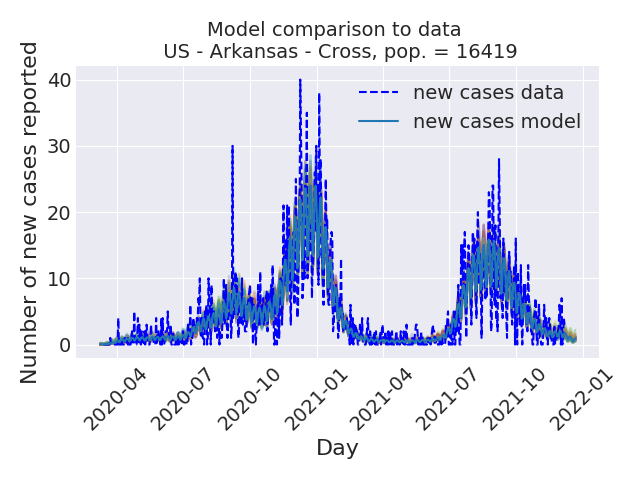 Model comparison to data
US - Arkansas - Cross, pop. = 16419
Number of new cases reported
40
30
20
10
0
new cases data
new cases model
2020-04
2020-07
2020-10
2021-01
2021-04
2021-07
2021-10
2022-01
Day